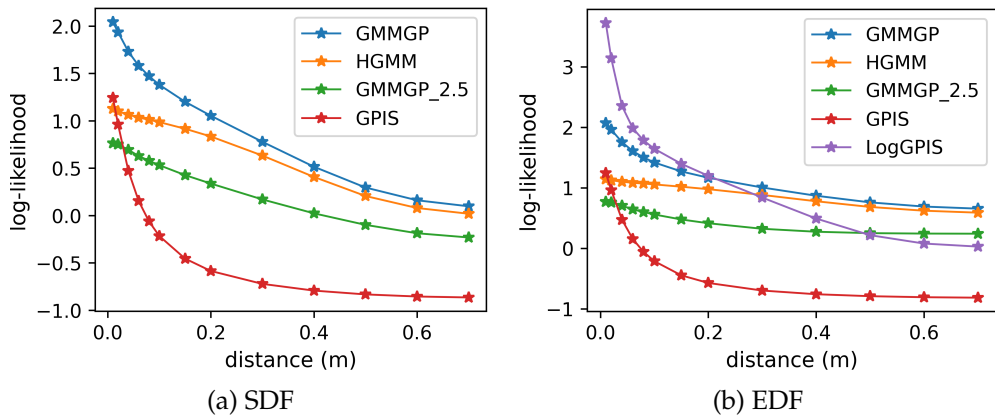 2.0
1.5
1.0
0.5
0.0
−0.5
−1.0
log-likelihood
GMMGP
HGMM
GMMGP_2.5
GPIS
0.0 0.2 0.4 0.6
distance (m)
(a) SDF
3
2
1
0
−1
log-likelihood
GMMGP
HGMM
GMMGP_2.5
GPIS
LogGPIS
0.0 0.2 0.4 0.6
distance (m)
(b) EDF